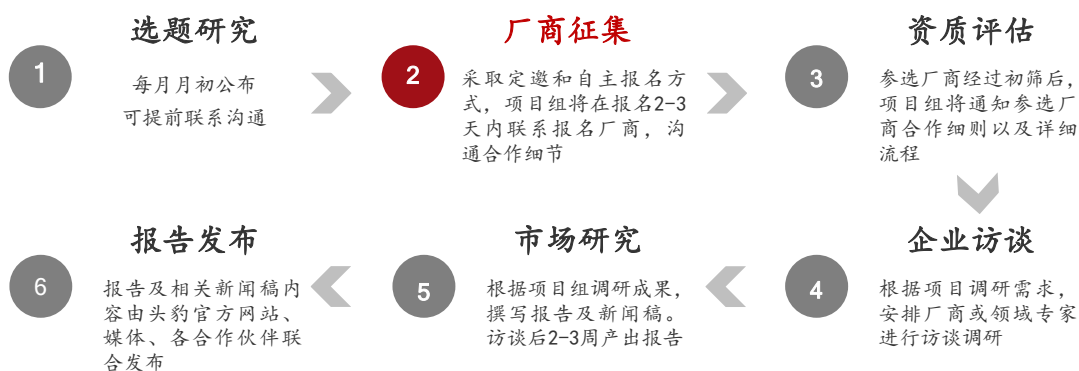 1
选题研究
每月月初公布
可提前联系沟通
2
厂商征集
采取定邀和自主报名方
式，项目组将在报名2-3
天内联系报名厂商，沟
通合作细节
3
资质评估
参选厂商经过初筛后，
项目组将通知参选厂
商合作细则以及详细
流程
4
企业访谈
根据项目调研需求，
安排厂商或领域专家
进行访谈调研
5
市场研究
根据项目组调研成果，
撰写报告及新闻稿。
访谈后2-3周产出报告
6
报告发布
报告及相关新闻稿内
容由头豹官方网站、
媒体、各合作伙伴联
合发布